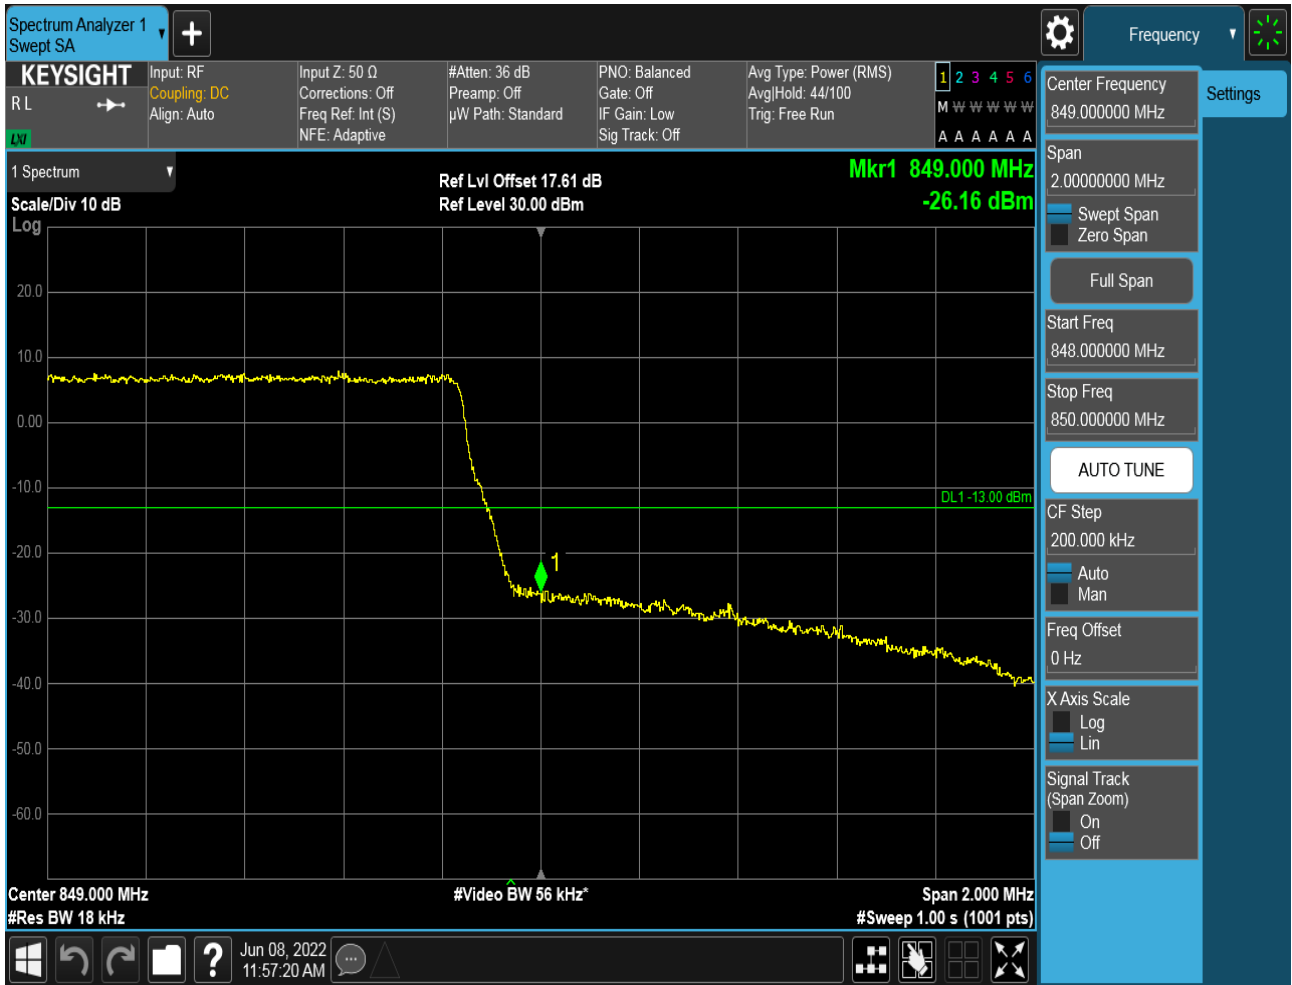 Spectrum Analyzer 1
Swept SA
Frequency
KEYSIGHT
R L
LXI
Input: RF
Coupling: DC
Align: Auto
Input Z: 50 Ω
Corrections: Off
Freq Ref: Int (S)
NFE: Adaptive
#Atten: 36 dB
Preamp: Off
µW Path: Standard
PNO: Balanced
Gate: Off
IF Gain: Low
Sig Track: Off
Avg Type: Power (RMS)
Avg|Hold: 44/100
Trig: Free Run
1 2 3 4 5 6
M W W W W W
A A A A A A
Center Frequency
849.000000 MHz
Settings
Span
2.00000000 MHz
Swept Span
Zero Span
Full Span
Start Freq
848.000000 MHz
Stop Freq
850.000000 MHz
AUTO TUNE
CF Step
200.000 kHz
Auto
Man
Freq Offset
0 Hz
X Axis Scale
Log
Lin
Signal Track
(Span Zoom)
On
Off
1 Spectrum
Scale/Div 10 dB
Log
Ref Lvl Offset 17.61 dB
Ref Level 30.00 dBm
Mkr1 849.000 MHz
-26.16 dBm
20.0
10.0
0.00
-10.0
DL1 -13.00 dBm
-20.0
1
-30.0
-40.0
-50.0
-60.0
Center 849.000 MHz
#Video BW 56 kHz*
Span 2.000 MHz
#Res BW 18 kHz
#Sweep 1.00 s (1001 pts)
?
Jun 08, 2022
11:57:20 AM